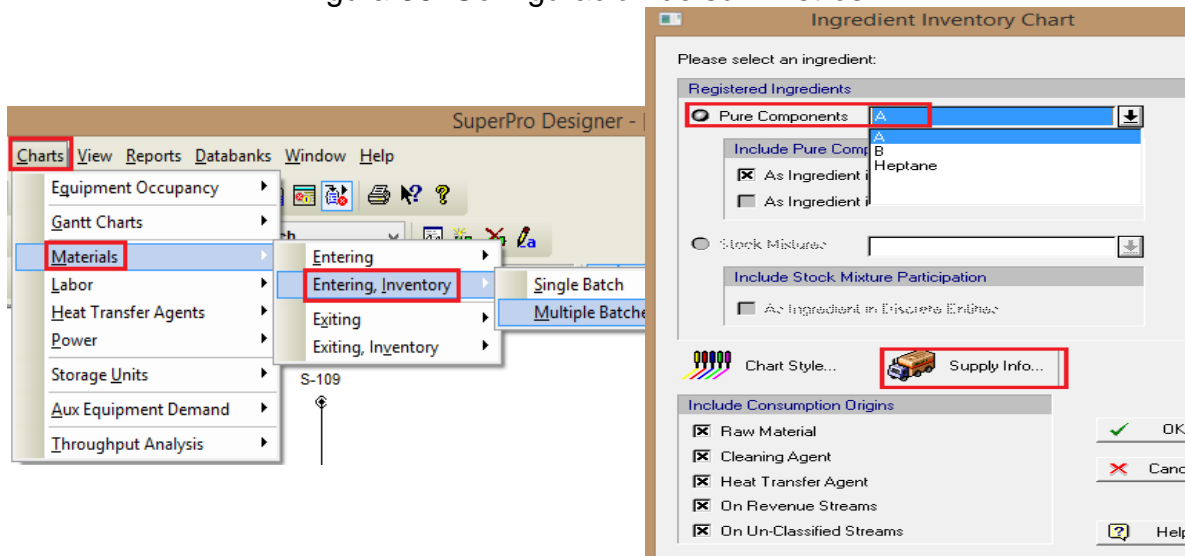 Ingredient Inventory Chart
Please select an ingredient:
Registered Ingredients
Pure Components A
A
B
Heptane
Include Pure Comp
As Ingredient i
As Ingredient i
Stock Mixtures
Include Stock Mixture Participation
As Ingredient in Discrete Entities
Chart Style...
Supply Info...
Include Consumption Origins
Raw Material
Cleaning Agent
Heat Transfer Agent
On Revenue Streams
On Un-Classified Streams
OK
Canc
Help
SuperPro Designer -
Charts View Reports Databanks Window Help
Equipment Occupancy
Gantt Charts
Materials
Labor
Heat Transfer Agents
Power
Storage Units
Aux Equipment Demand
Throughput Analysis
Entering
Entering, Inventory
Exiting
Exiting, Inventory
Single Batch
Multiple Batche
S-109